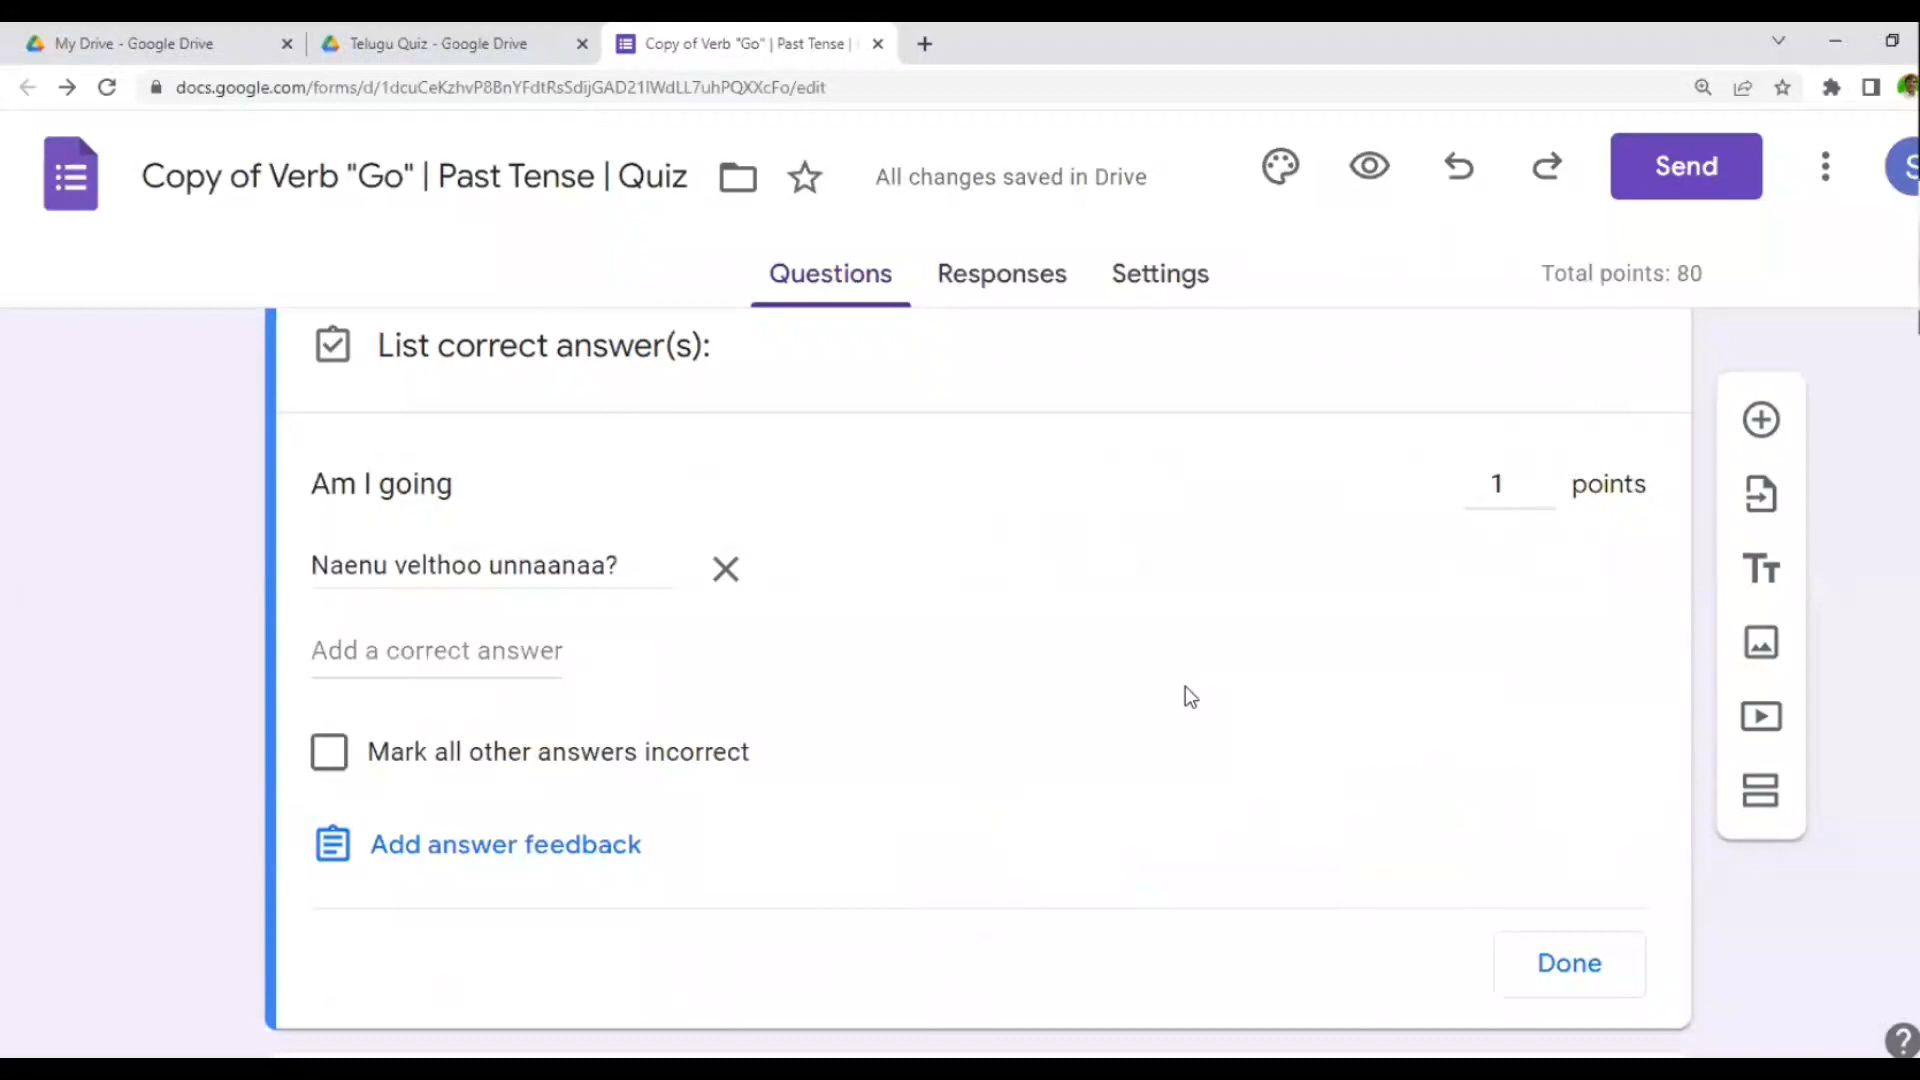 My Drive - Google Drive
Telugu Quiz - Google Drive
Copy of Verb "Go" | Past Tense |
docs.google.com/forms/d/1dcuCeKzhvP8BnYFdtRsSdijGAD21lWdLL7uhPQXXcFo/edit
Copy of Verb "Go" | Past Tense | Quiz
All changes saved in Drive
Send
S
Questions
Responses
Settings
Total points: 80
List correct answer(s):
Am I going
1 points
Naenu velthoo unnaanaa?
Add a correct answer
Mark all other answers incorrect
Add answer feedback
Done